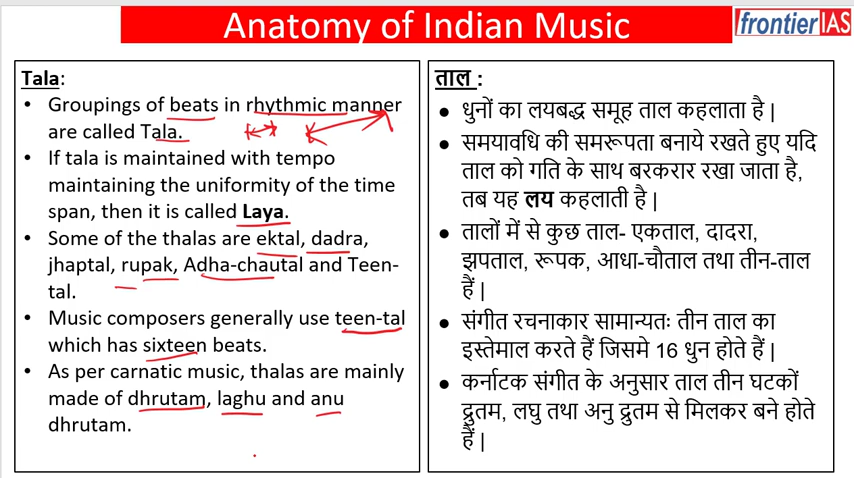 Anatomy of Indian Music
frontier IAS
Tala:
• Groupings of beats in rhythmic manner
are called Tala.
• If tala is maintained with tempo
maintaining the uniformity of the time
span, then it is called Laya.
• Some of the thalas are ektal, dadra,
jhaptal, rupak, Adha-chautal and Teen-
tal.
• Music composers generally use teen-tal
which has sixteen beats.
• As per carnatic music, thalas are mainly
made of dhrutam, laghu and anu
dhrutam.
ताल :
• धुनों का लयबद्ध समूह ताल कहलाता है |
• समयावधि की समरूपता बनाये रखते हुए यदि
ताल को गति के साथ बरकरार रखा जाता है,
तब यह लय कहलाती है |
• तालों में से कुछ ताल- एकताल, दादरा,
झपताल, रूपक, आधा-चौताल तथा तीन-ताल
हैं |
• संगीत रचनाकार सामान्यतः तीन ताल का
इस्तेमाल करते हैं जिसमे 16 धुन होते हैं |
• कर्नाटक संगीत के अनुसार ताल तीन घटकों
द्रुतम, लघु तथा अनु द्रुतम से मिलकर बने होते
हैं |